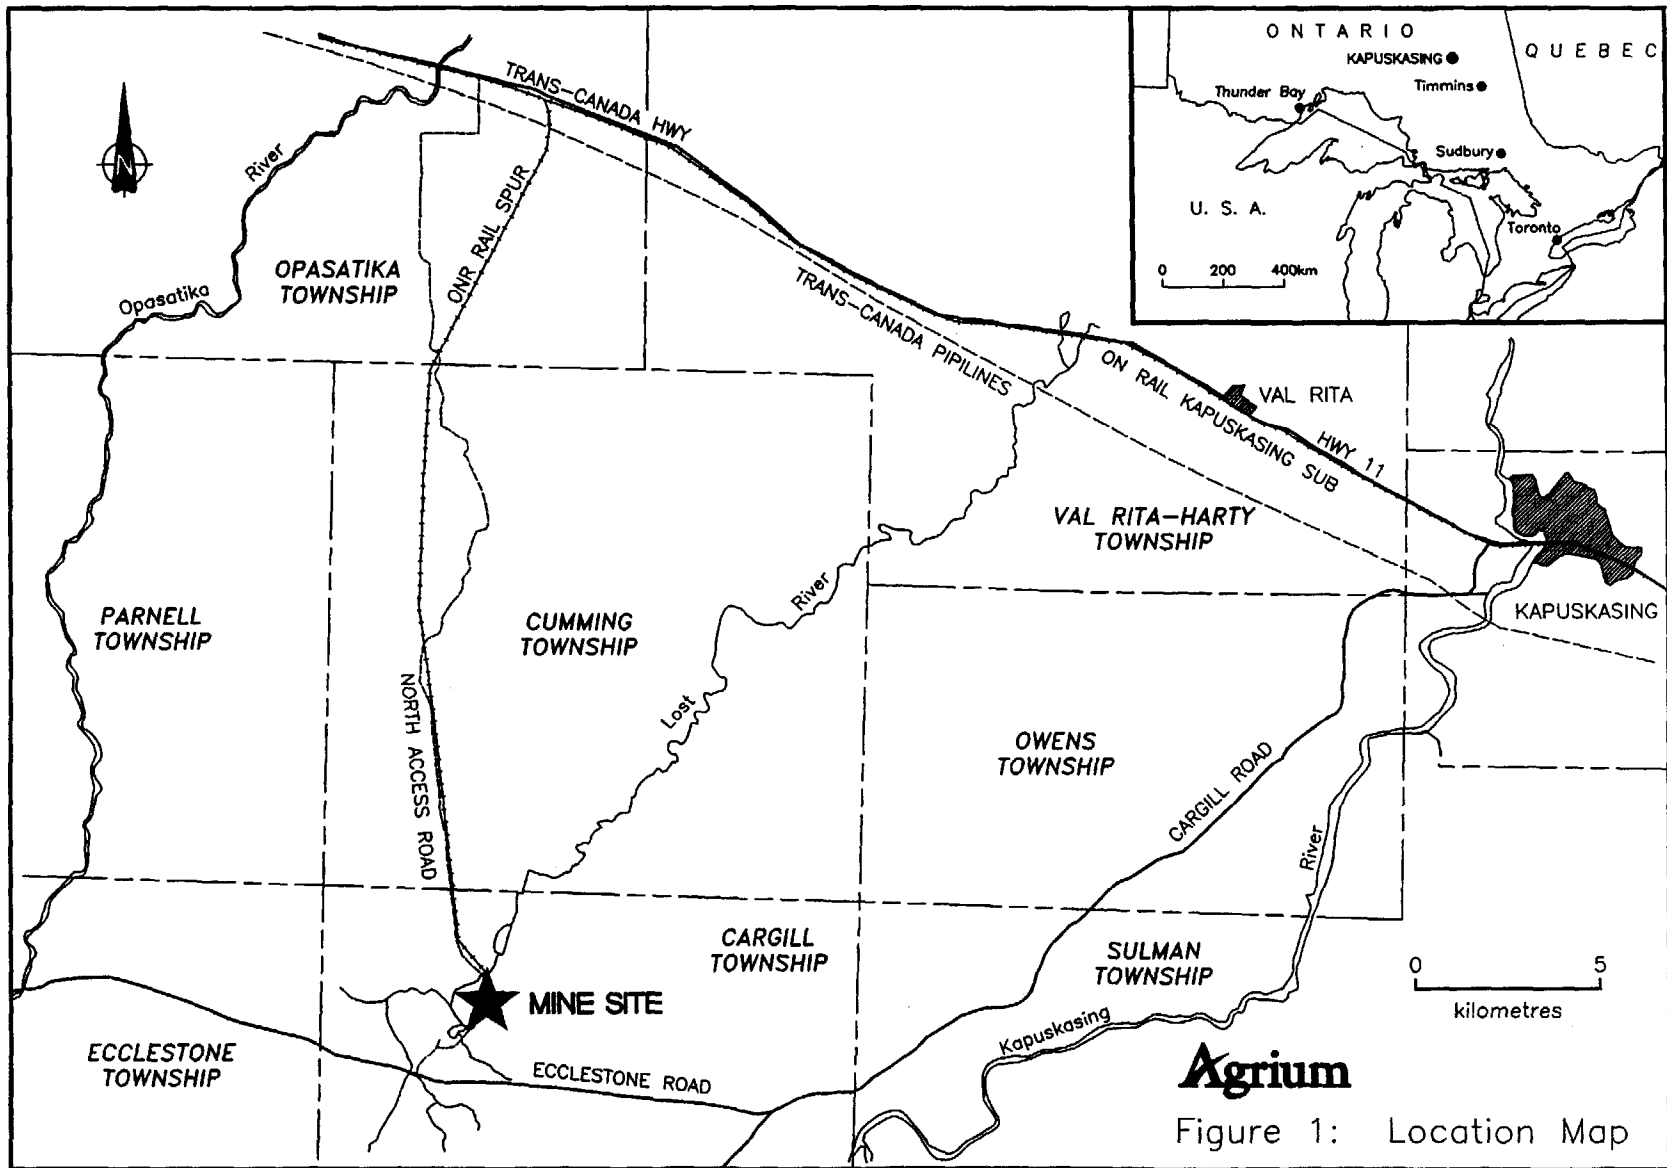 ONTARIO
QUEBEC
KAPUSKASING
Timmins
Thunder Bay
Sudbury
U. S. A.
Toronto
0 200 400km
TRANS-CANADA HWY
N
River
ONR RAIL SPUR
OPASATIKA
TOWNSHIP
Opasatika
TRANS-CANADA PIPILINES
ON RAIL KAPUSKASING SUB
VAL RITA
HWY 11
VAL RITA-HARTY
TOWNSHIP
River
KAPUSKASING
PARNELL
TOWNSHIP
CUMMING
TOWNSHIP
Lost
NORTH ACCESS ROAD
OWENS
TOWNSHIP
CARGILL ROAD
River
CARGILL
TOWNSHIP
SULMAN
TOWNSHIP
0 5
kilometres
MINE SITE
Kapuskasing
ECCLESTONE
TOWNSHIP
ECCLESTONE ROAD
Agrium
Figure 1: Location Map